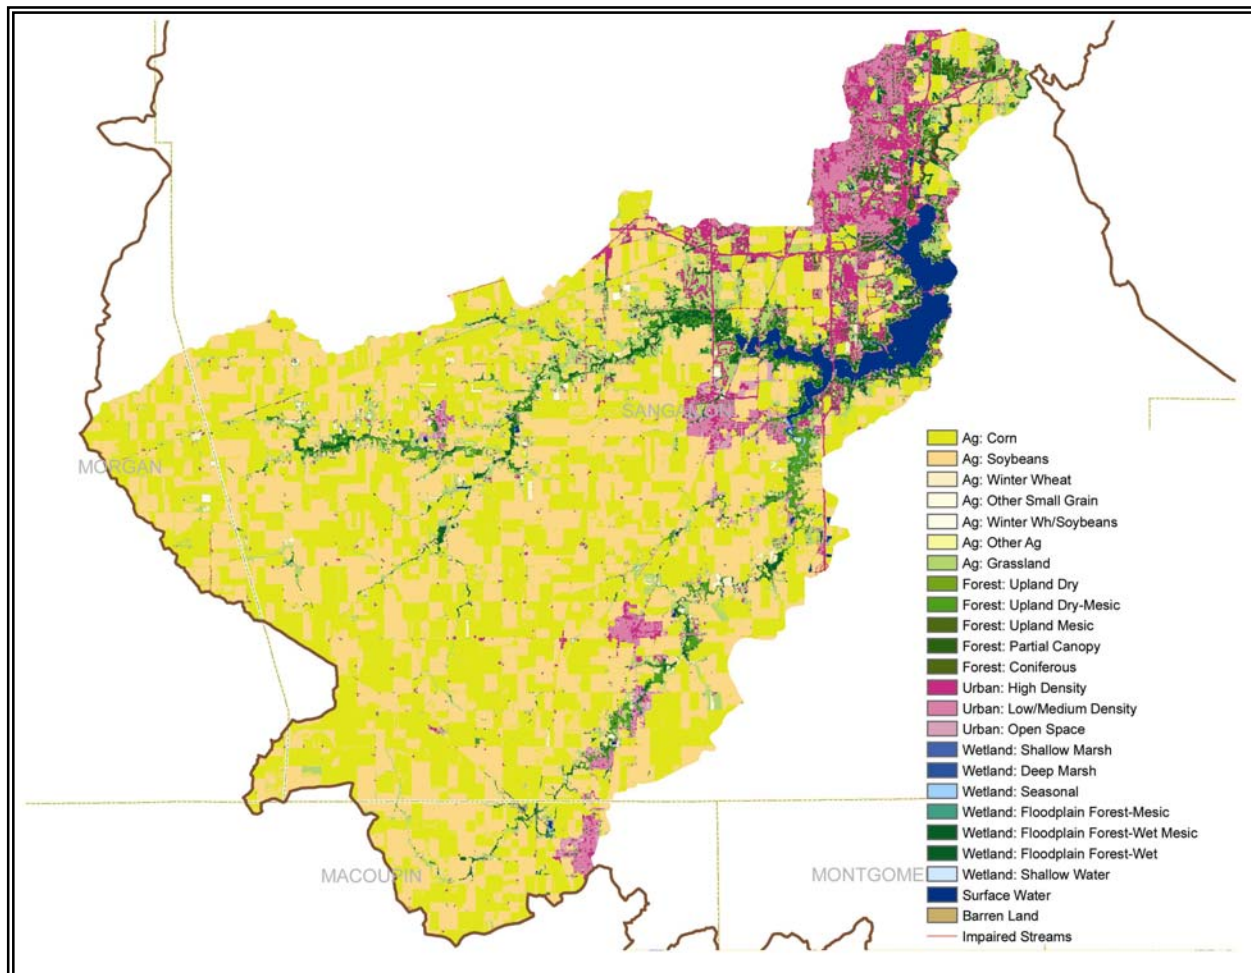 SANGAMON
MORGAN
MACOUPIN
MONTGOME
Ag: Corn
Ag: Soybeans
Ag: Winter Wheat
Ag: Other Small Grain
Ag: Winter Wh/Soybeans
Ag: Other Ag
Ag: Grassland
Forest: Upland Dry
Forest: Upland Dry-Mesic
Forest: Upland Mesic
Forest: Partial Canopy
Forest: Coniferous
Urban: High Density
Urban: Low/Medium Density
Urban: Open Space
Wetland: Shallow Marsh
Wetland: Deep Marsh
Wetland: Seasonal
Wetland: Floodplain Forest-Mesic
Wetland: Floodplain Forest-Wet Mesic
Wetland: Floodplain Forest-Wet
Wetland: Shallow Water
Surface Water
Barren Land
Impaired Streams